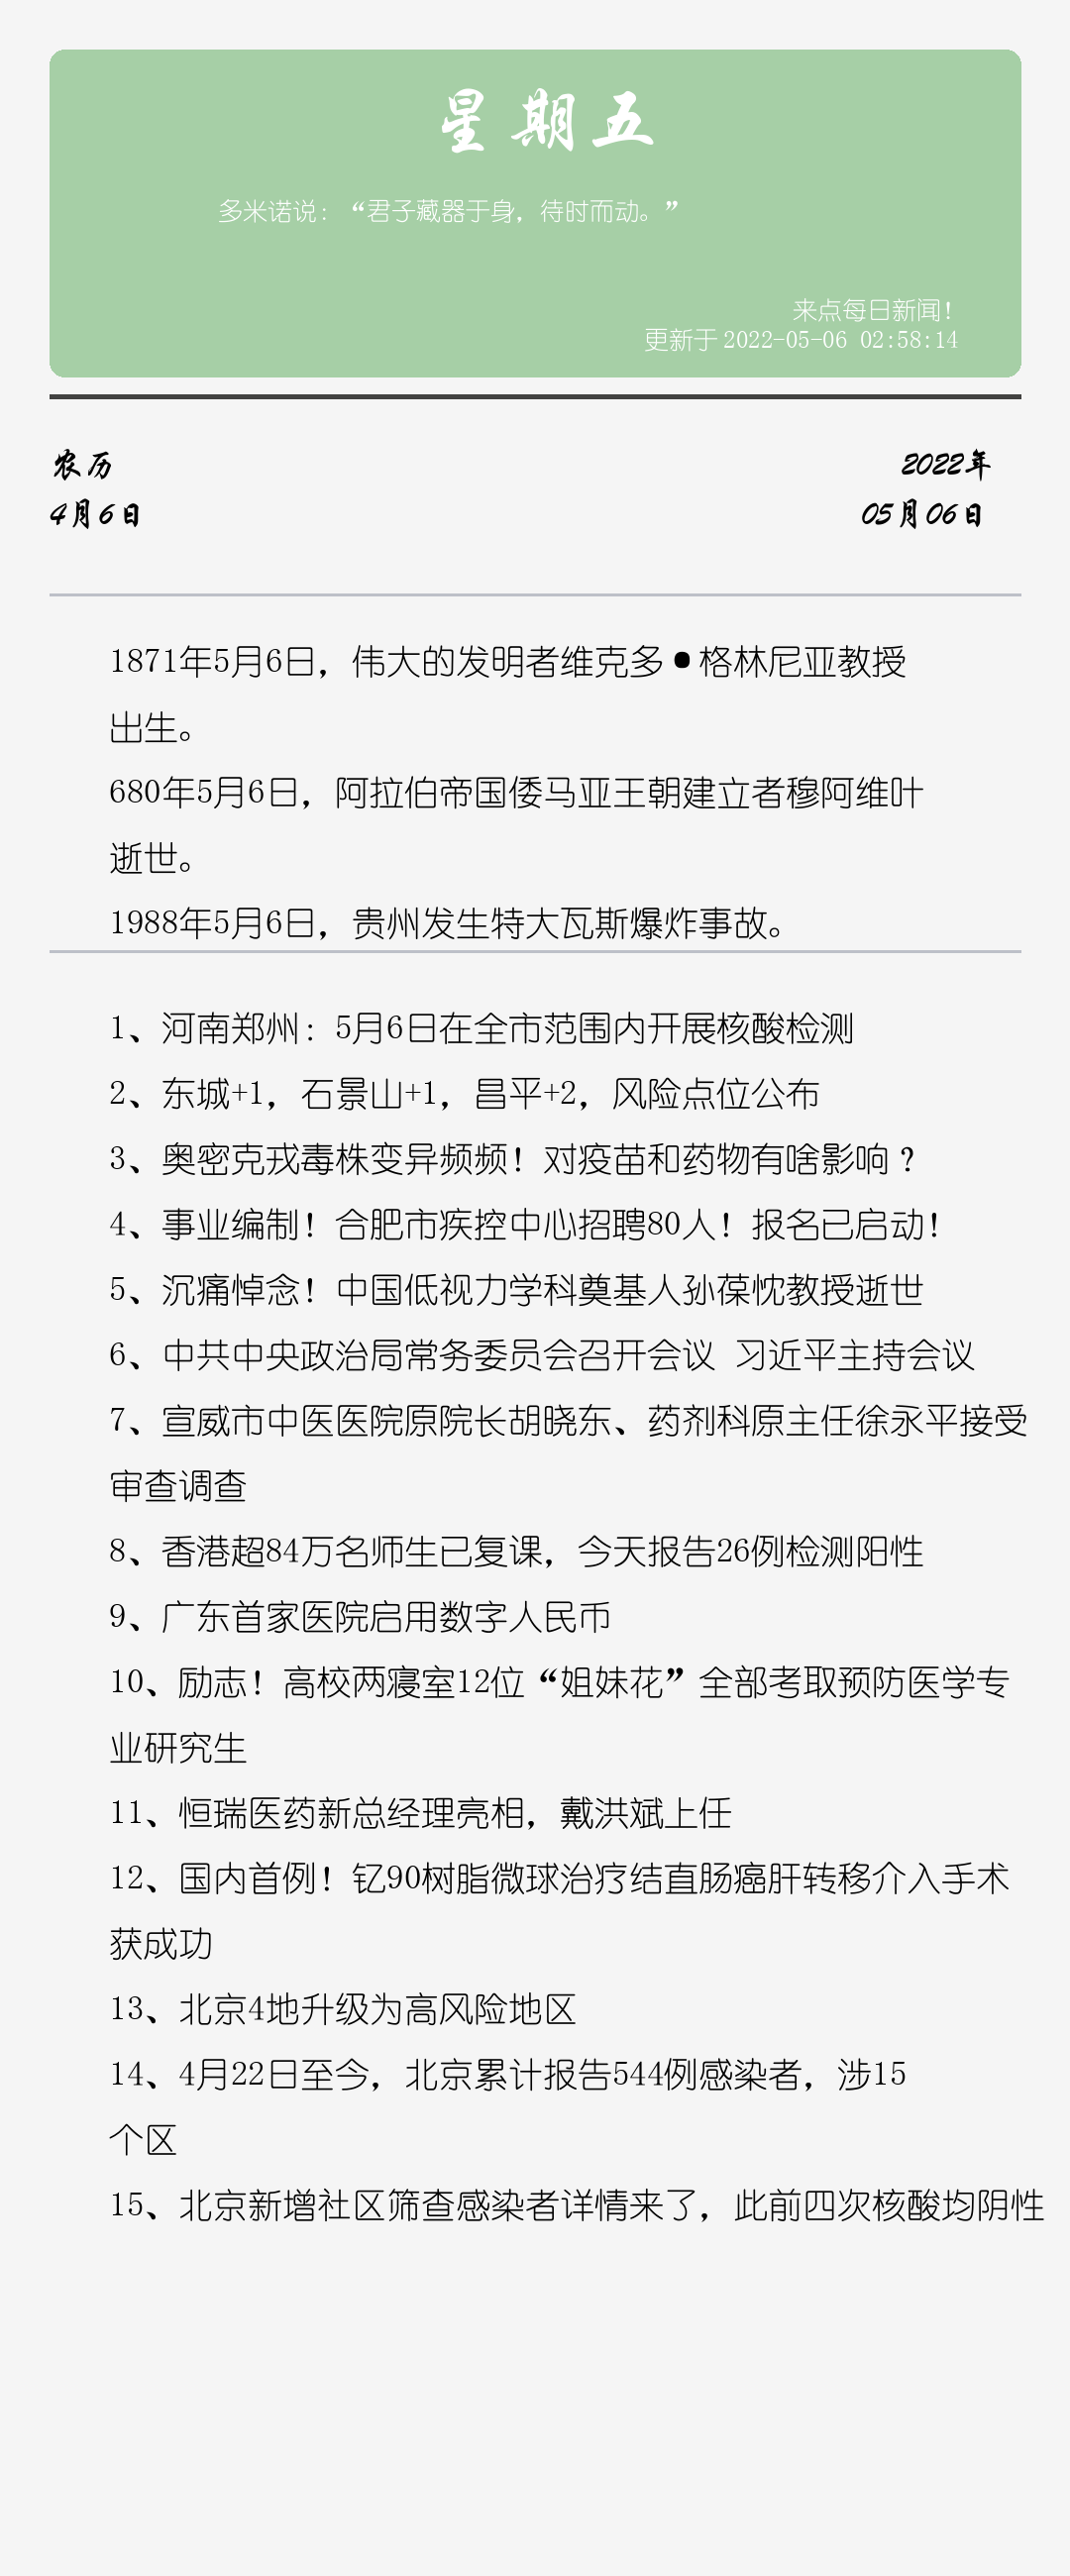 星期五
多米诺说：“君子藏器于身，待时而动。”
来点每日新闻！
更新于 2022-05-06 02:58:14
农历
2022年
4月6日
05月06日
1871年5月6日，伟大的发明者维克多•格林尼亚教授
出生。
680年5月6日，阿拉伯帝国倭马亚王朝建立者穆阿维叶
逝世。
1988年5月6日，贵州发生特大瓦斯爆炸事故。
1、河南郑州：5月6日在全市范围内开展核酸检测
2、东城+1，石景山+1，昌平+2，风险点位公布
3、奥密克戎毒株变异频频！对疫苗和药物有啥影响？
4、事业编制！合肥市疾控中心招聘80人！报名已启动！
5、沉痛悼念！中国低视力学科奠基人孙葆忱教授逝世
6、中共中央政治局常务委员会召开会议 习近平主持会议
7、宣威市中医医院原院长胡晓东、药剂科原主任徐永平接受
审查调查
8、香港超84万名师生已复课，今天报告26例检测阳性
9、广东首家医院启用数字人民币
10、励志！高校两寝室12位“姐妹花”全部考取预防医学专
业研究生
11、恒瑞医药新总经理亮相，戴洪斌上任
12、国内首例！钇90树脂微球治疗结直肠癌肝转移介入手术
获成功
13、北京4地升级为高风险地区
14、4月22日至今，北京累计报告544例感染者，涉15
个区
15、北京新增社区筛查感染者详情来了，此前四次核酸均阴性